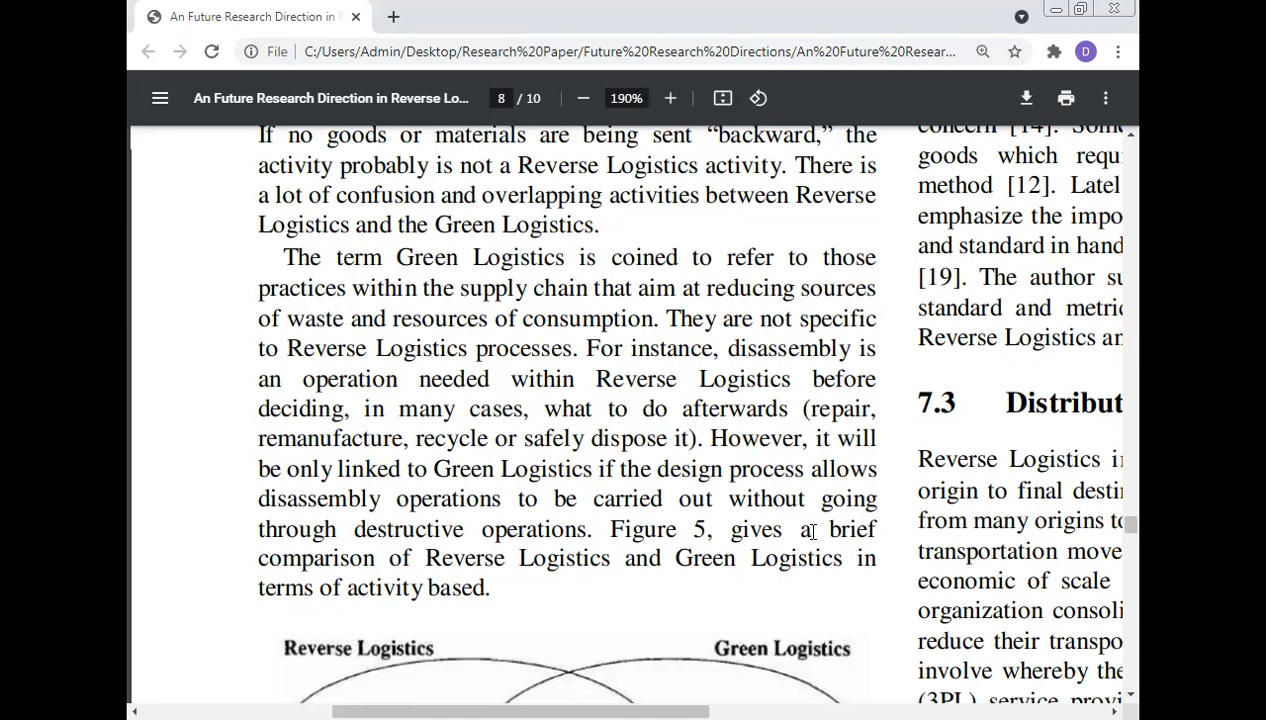 An Future Research Direction in
File C:/Users/Admin/Desktop/Research%20Paper/Future%20Research%20Directions/An%20Future%20Resear...
D
An Future Research Direction in Reverse Lo... 8 / 10 190%
If no goods or materials are being sent “backward,” the
activity probably is not a Reverse Logistics activity. There is
a lot of confusion and overlapping activities between Reverse
Logistics and the Green Logistics.
The term Green Logistics is coined to refer to those
practices within the supply chain that aim at reducing sources
of waste and resources of consumption. They are not specific
to Reverse Logistics processes. For instance, disassembly is
an operation needed within Reverse Logistics before
deciding, in many cases, what to do afterwards (repair,
remanufacture, recycle or safely dispose it). However, it will
be only linked to Green Logistics if the design process allows
disassembly operations to be carried out without going
through destructive operations. Figure 5, gives a brief
comparison of Reverse Logistics and Green Logistics in
terms of activity based.
Reverse Logistics Green Logistics
concern [14]. Some
goods which requ
method [12]. Latel
emphasize the impo
and standard in hand
[19]. The author su
standard and metri
Reverse Logistics an
7.3 Distribut
Reverse Logistics i
origin to final desti
from many origins to
transportation move
economic of scale
organization consoli
reduce their transpo
involve whereby the
(3PL) service provi